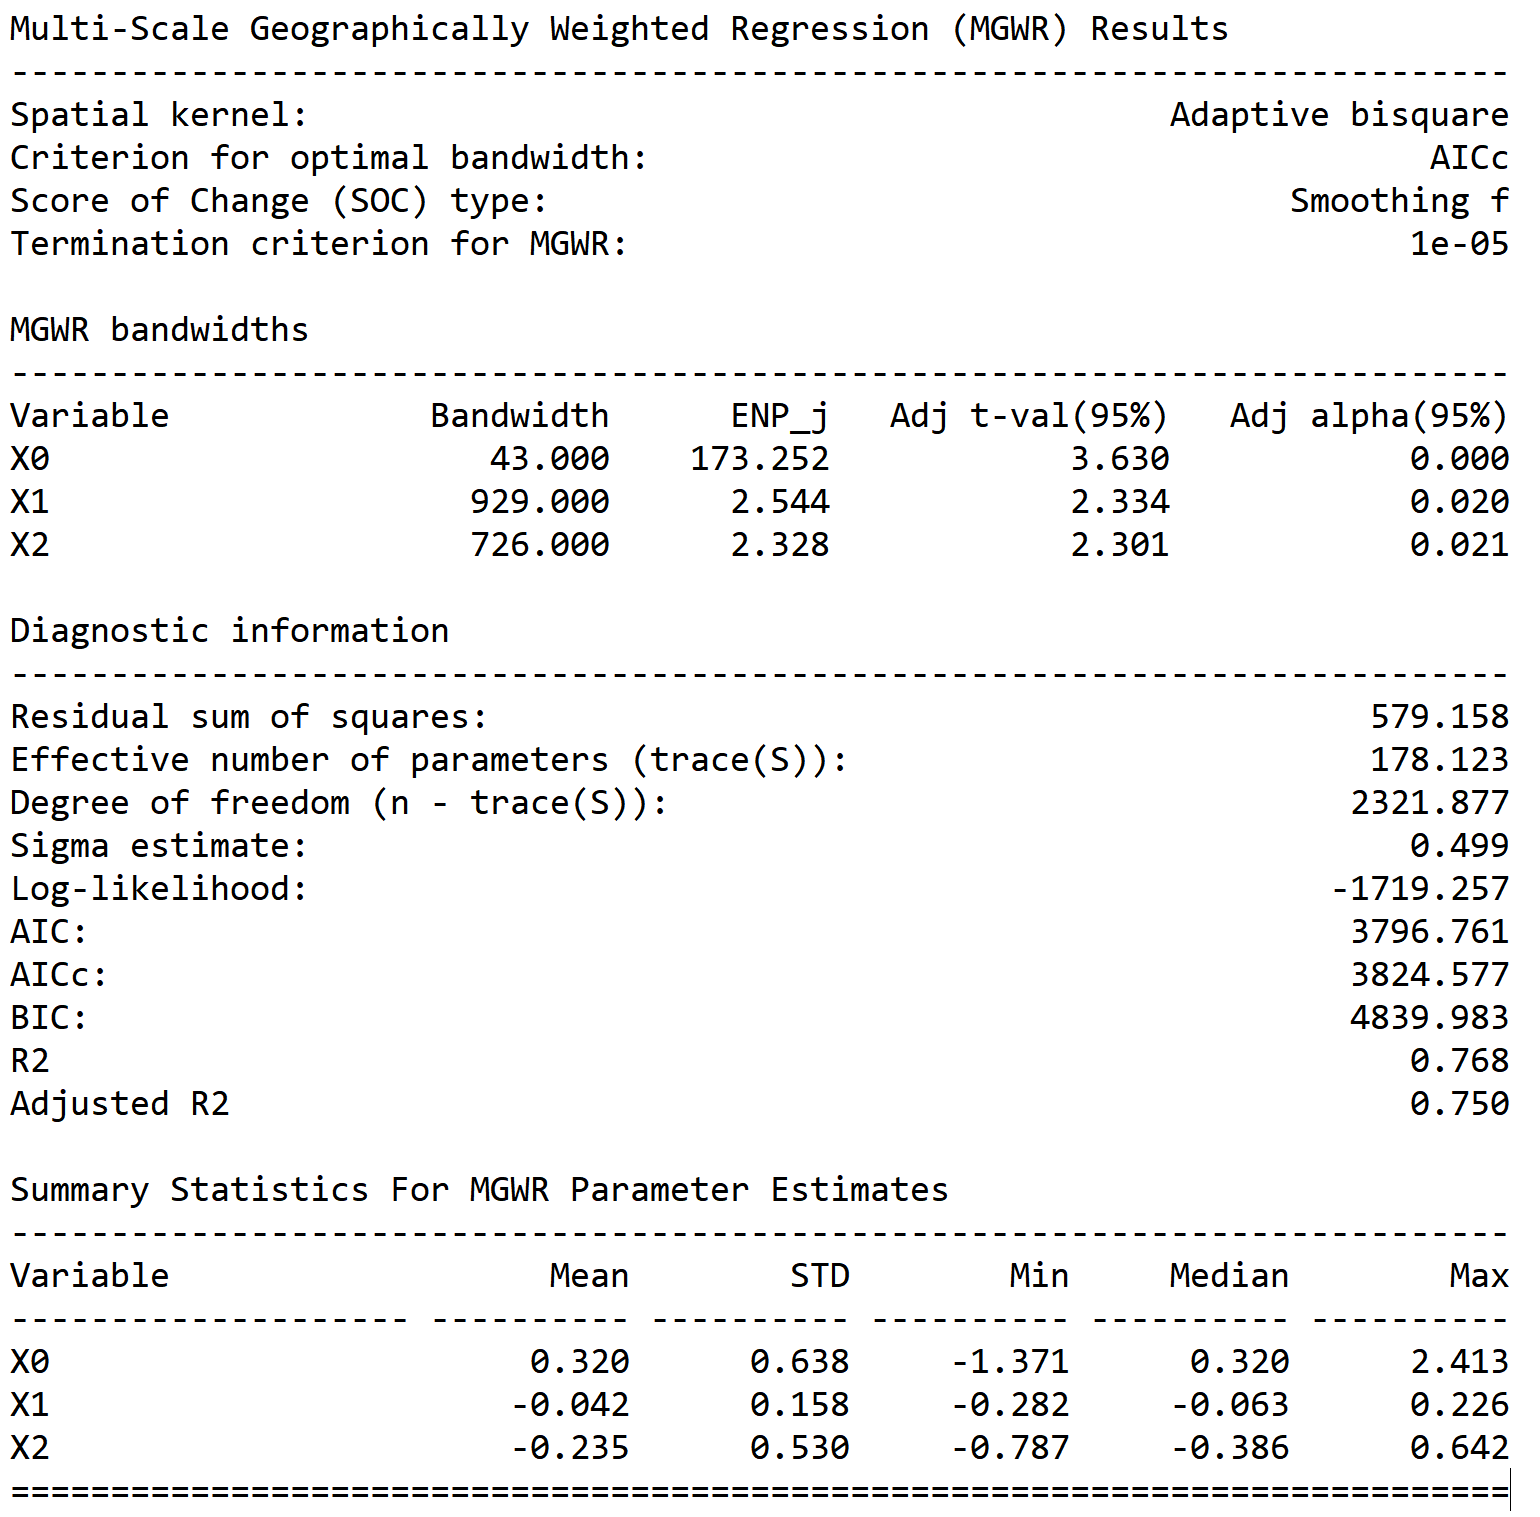 Multi-Scale Geographically Weighted Regression (MGWR) Results
---------------------------------------------------------------------------
Spatial kernel:                                           Adaptive bisquare
Criterion for optimal bandwidth:                                       AICc
Score of Change (SOC) type:                                     Smoothing f
Termination criterion for MGWR:                                       1e-05

MGWR bandwidths
---------------------------------------------------------------------------
Variable             Bandwidth      ENP_j   Adj t-val(95%)   Adj alpha(95%)
X0                      43.000    173.252            3.630            0.000
X1                     929.000      2.544            2.334            0.020
X2                     726.000      2.328            2.301            0.021

Diagnostic information
---------------------------------------------------------------------------
Residual sum of squares:                                            579.158
Effective number of parameters (trace(S)):                          178.123
Degree of freedom (n - trace(S)):                                  2321.877
Sigma estimate:                                                       0.499
Log-likelihood:                                                   -1719.257
AIC:                                                               3796.761
AICc:                                                              3824.577
BIC:                                                               4839.983
R2                                                                    0.768
Adjusted R2                                                           0.750

Summary Statistics For MGWR Parameter Estimates
---------------------------------------------------------------------------
Variable                   Mean        STD        Min     Median        Max
-------------------- ---------- ---------- ---------- ---------- ----------
X0                        0.320      0.638     -1.371      0.320      2.413
X1                       -0.042      0.158     -0.282     -0.063      0.226
X2                       -0.235      0.530     -0.787     -0.386      0.642
===========================================================================